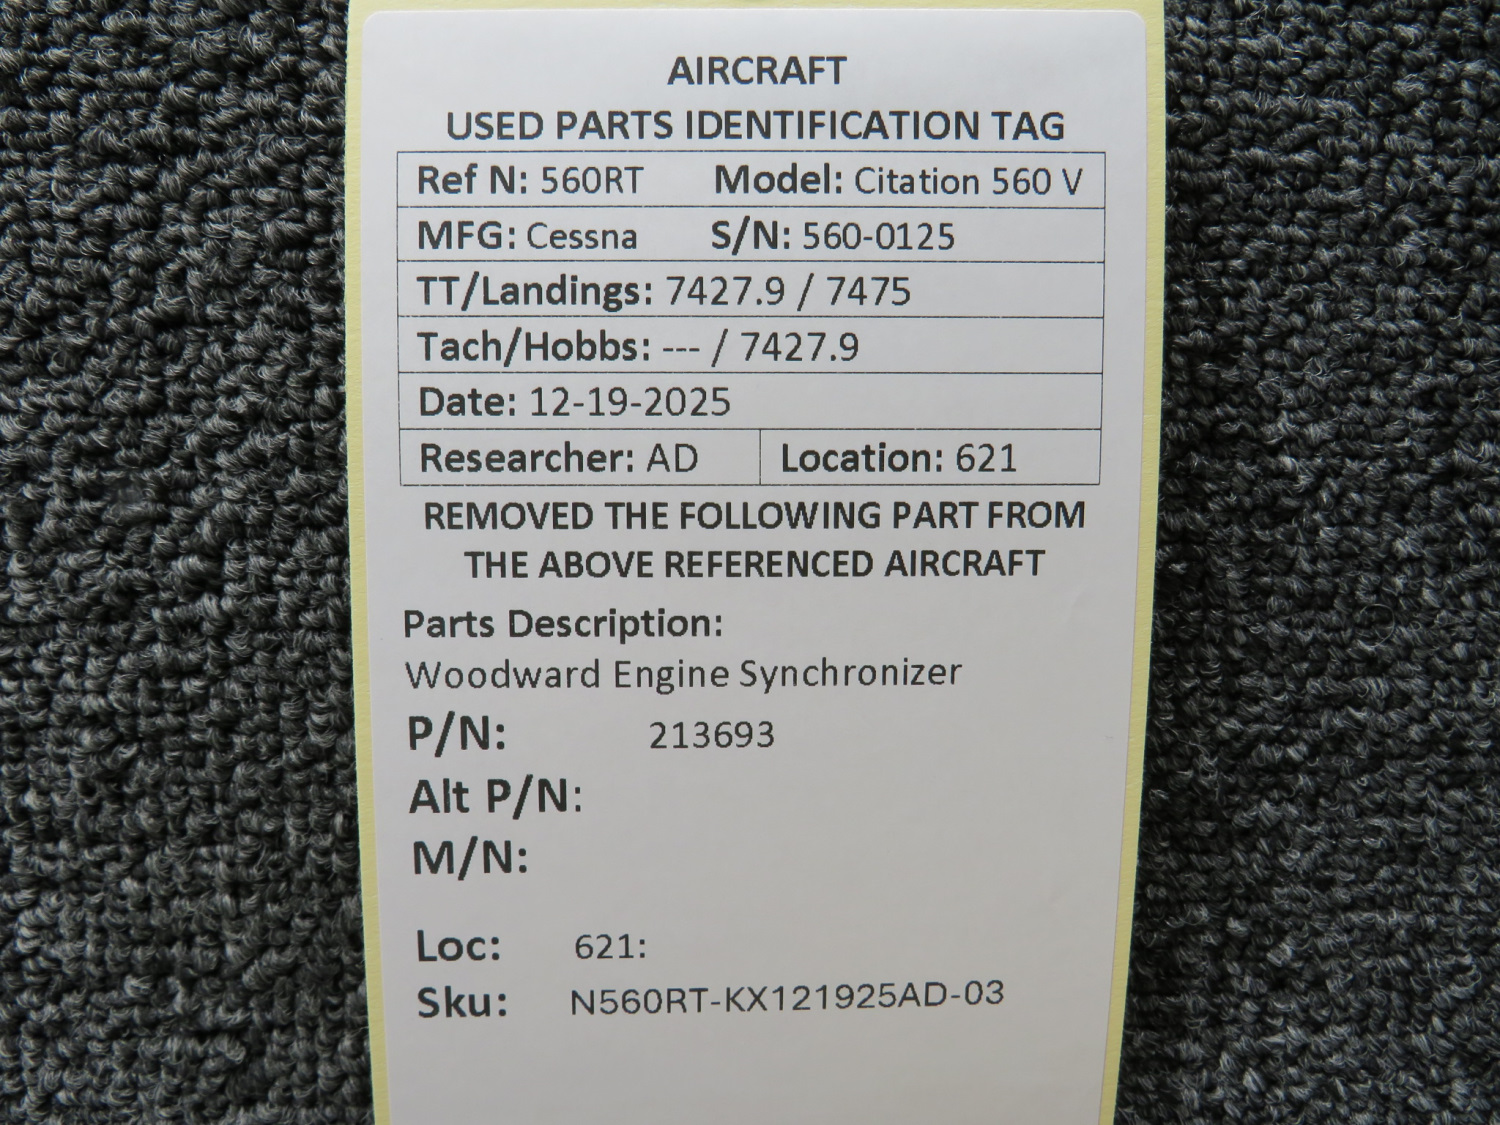 AIRCRAFT
USED PARTS IDENTIFICATION TAG
Ref N: 560RT Model: Citation 560 V
MFG: Cessna S/N: 560-0125
TT/Landings: 7427.9 / 7475
Tach/Hobbs: --- / 7427.9
Date: 12-19-2025
Researcher: AD Location: 621
REMOVED THE FOLLOWING PART FROM
THE ABOVE REFERENCED AIRCRAFT
Parts Description:
Woodward Engine Synchronizer
P/N: 213693
Alt P/N:
M/N:
Loc: 621:
Sku: N560RT-KX121925AD-03